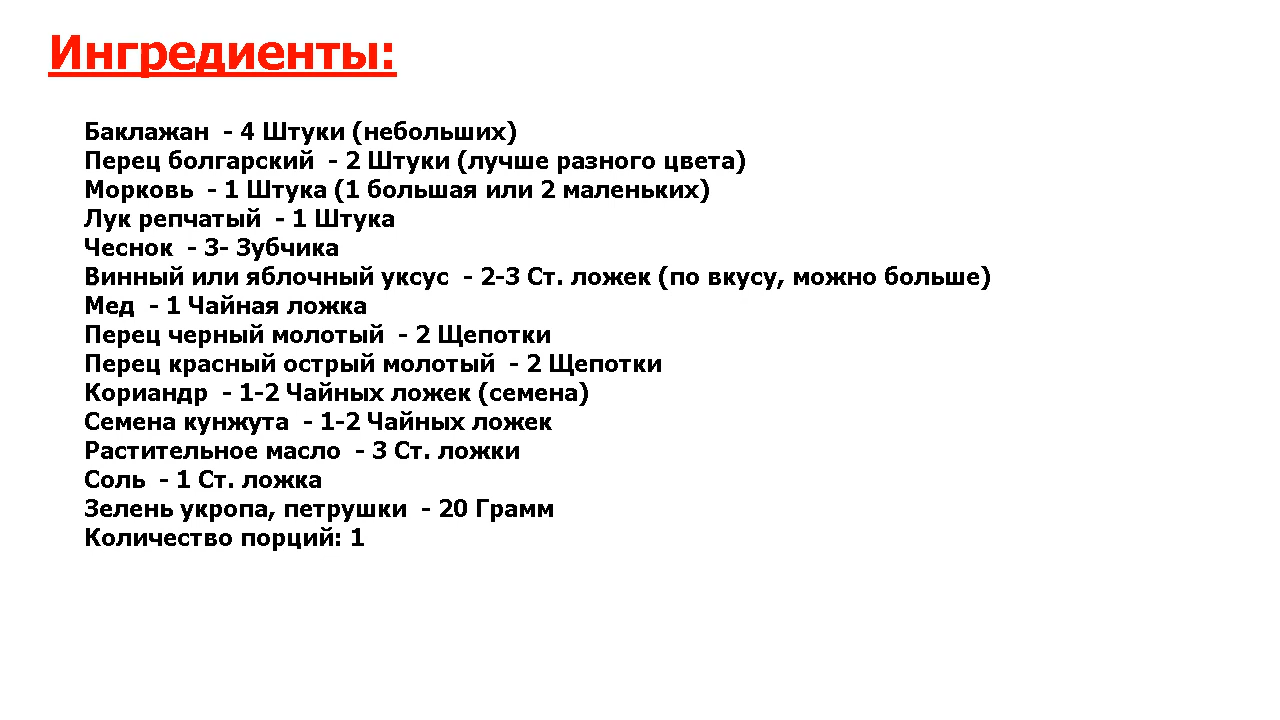 Ингредиенты:
Баклажан - 4 Штуки (небольших)
Перец болгарский - 2 Штуки (лучше разного цвета)
Морковь - 1 Штука (1 большая или 2 маленьких)
Лук репчатый - 1 Штука
Чеснок - 3- Зубчика
Винный или яблочный уксус - 2-3 Ст. ложек (по вкусу, можно больше)
Мед - 1 Чайная ложка
Перец черный молотый - 2 Щепотки
Перец красный острый молотый - 2 Щепотки
Кориандр - 1-2 Чайных ложек (семена)
Семена кунжута - 1-2 Чайных ложек
Растительное масло - 3 Ст. ложки
Соль - 1 Ст. ложка
Зелень укропа, петрушки - 20 Грамм
Количество порций: 1